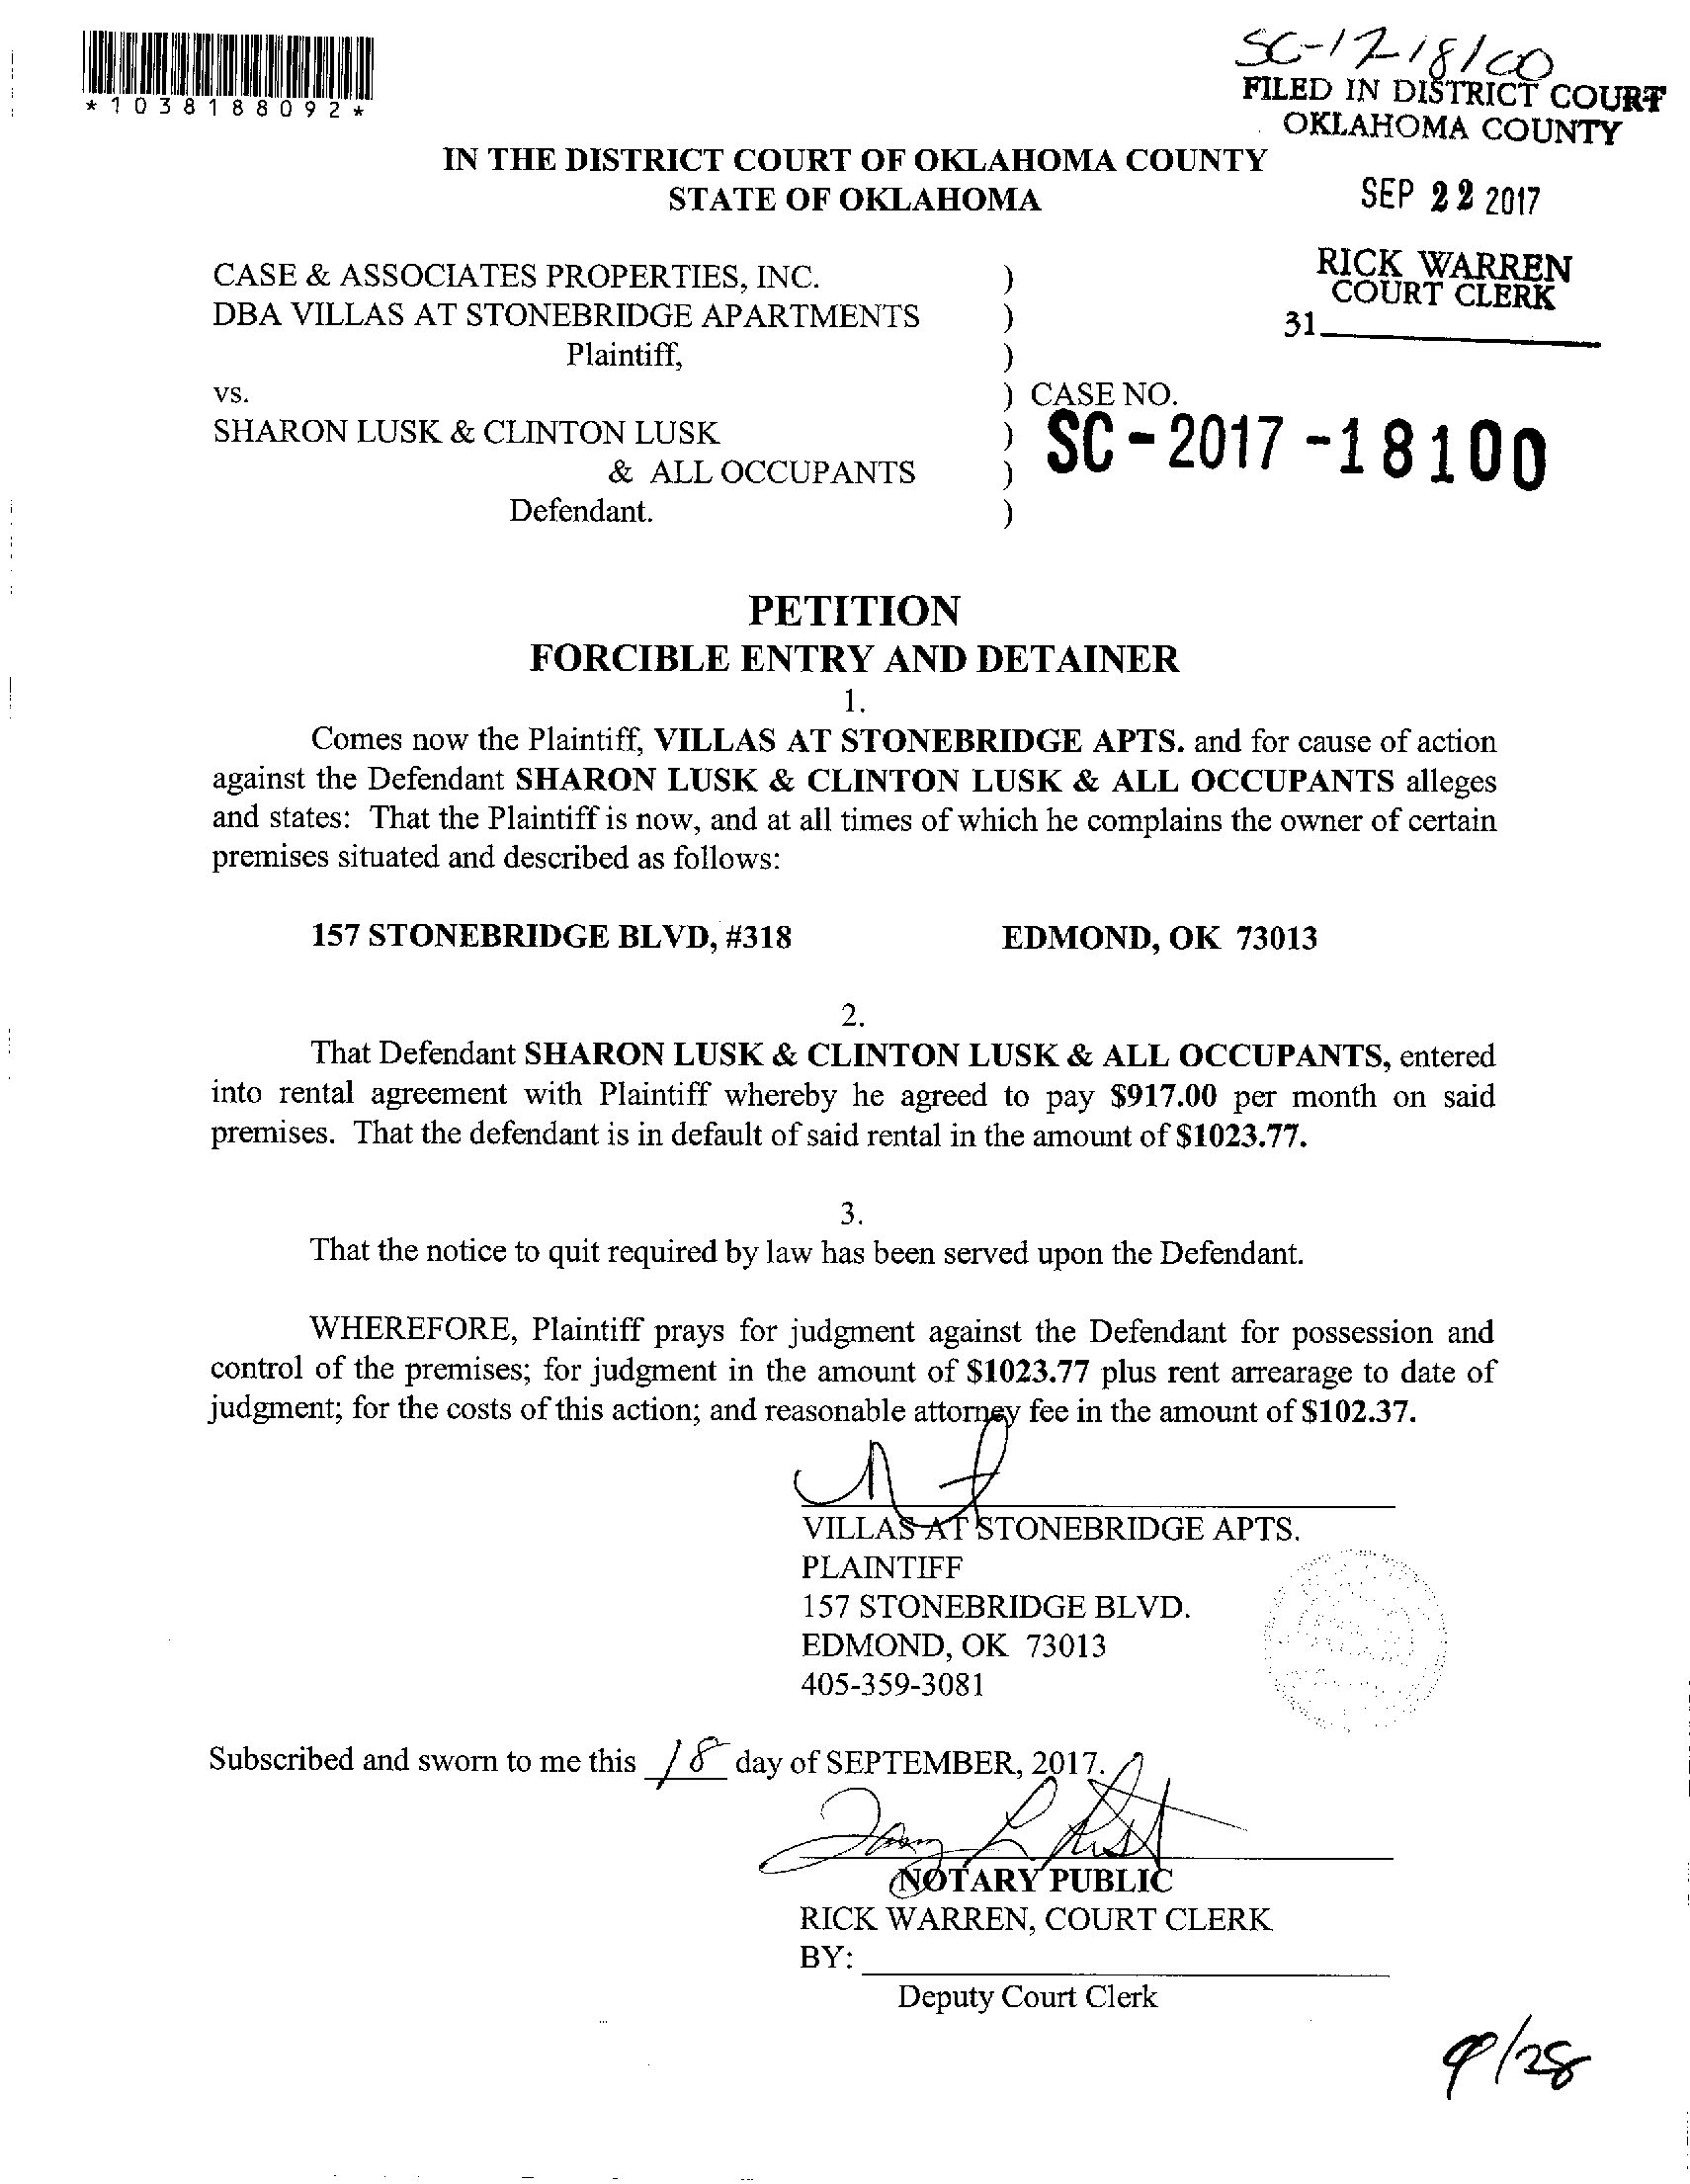 *1038188092*
SC-17-18100
FILED IN DISTRICT COURT
OKLAHOMA COUNTY
IN THE DISTRICT COURT OF OKLAHOMA COUNTY
STATE OF OKLAHOMA
SEP 22 2017
RICK WARREN
COURT CLERK
31
CASE & ASSOCIATES PROPERTIES, INC. )
DBA VILLAS AT STONEBRIDGE APARTMENTS )
Plaintiff, )
vs. ) CASE NO.
SHARON LUSK & CLINTON LUSK ) SC-2017-18100
& ALL OCCUPANTS )
Defendant. )
PETITION
FORCIBLE ENTRY AND DETAINER
1.
Comes now the Plaintiff, VILLAS AT STONEBRIDGE APTS. and for cause of action
against the Defendant SHARON LUSK & CLINTON LUSK & ALL OCCUPANTS alleges
and states: That the Plaintiff is now, and at all times of which he complains the owner of certain
premises situated and described as follows:
157 STONEBRIDGE BLVD, #318 EDMOND, OK 73013
2.
That Defendant SHARON LUSK & CLINTON LUSK & ALL OCCUPANTS, entered
into rental agreement with Plaintiff whereby he agreed to pay $917.00 per month on said
premises. That the defendant is in default of said rental in the amount of $1023.77.
3.
That the notice to quit required by law has been served upon the Defendant.
WHEREFORE, Plaintiff prays for judgment against the Defendant for possession and
control of the premises; for judgment in the amount of $1023.77 plus rent arrearage to date of
judgment; for the costs of this action; and reasonable attorney fee in the amount of $102.37.
VILLAS AT STONEBRIDGE APTS.
PLAINTIFF
157 STONEBRIDGE BLVD.
EDMOND, OK 73013
405-359-3081
Subscribed and sworn to me this 18 day of SEPTEMBER, 2017.
NOTARY PUBLIC
RICK WARREN, COURT CLERK
BY:
Deputy Court Clerk
9/28